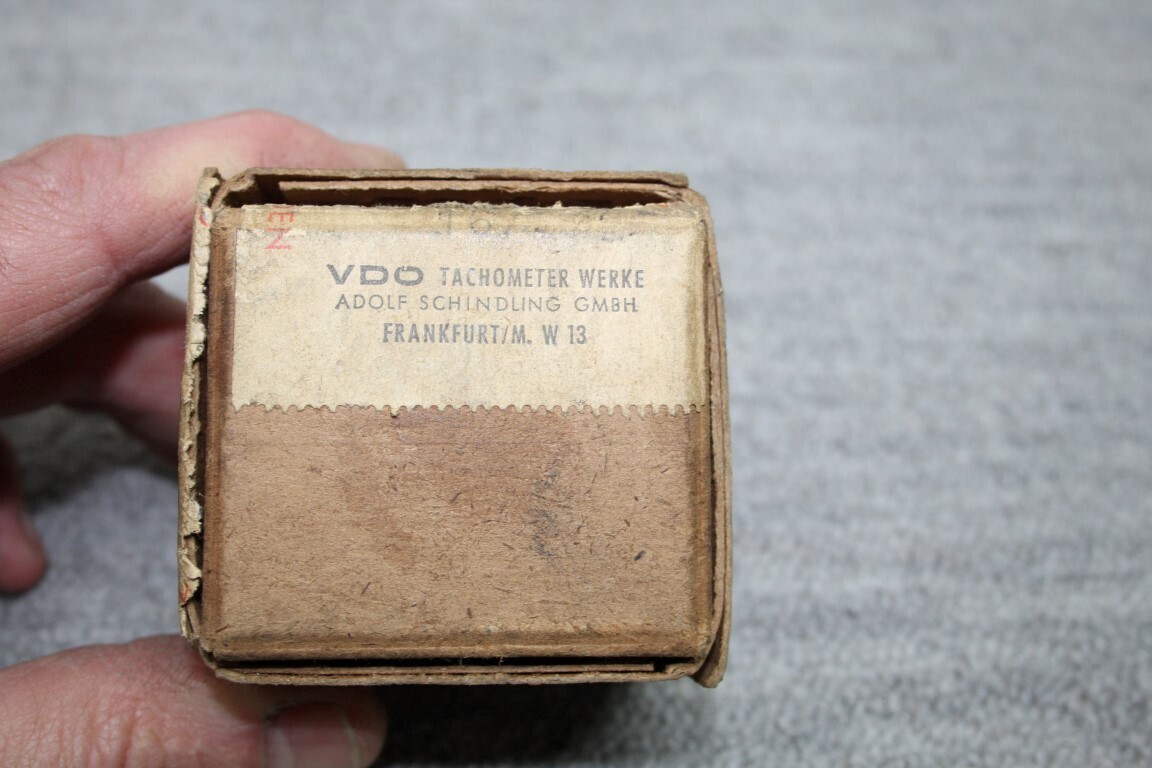 VDO TACHOMETER WERKE
ADOLF SCHINDLING GMBH
FRANKFURT/M. W 13